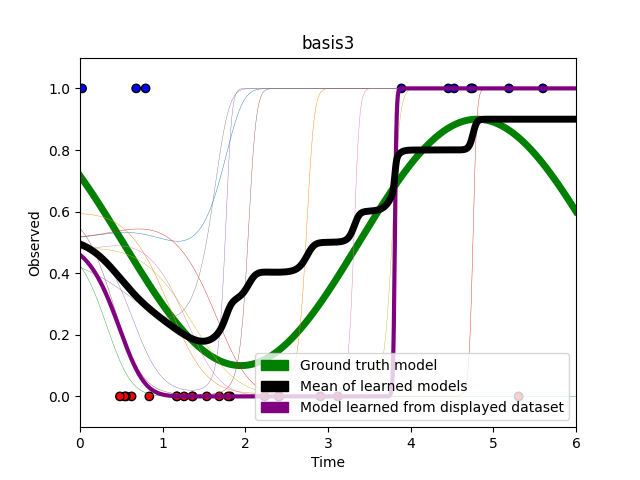 basis3
1.0
0.8
0.6
0.4
0.2
0.0
Observed
Ground truth model
Mean of learned models
Model learned from displayed dataset
0 1 2 3 4 5 6
Time